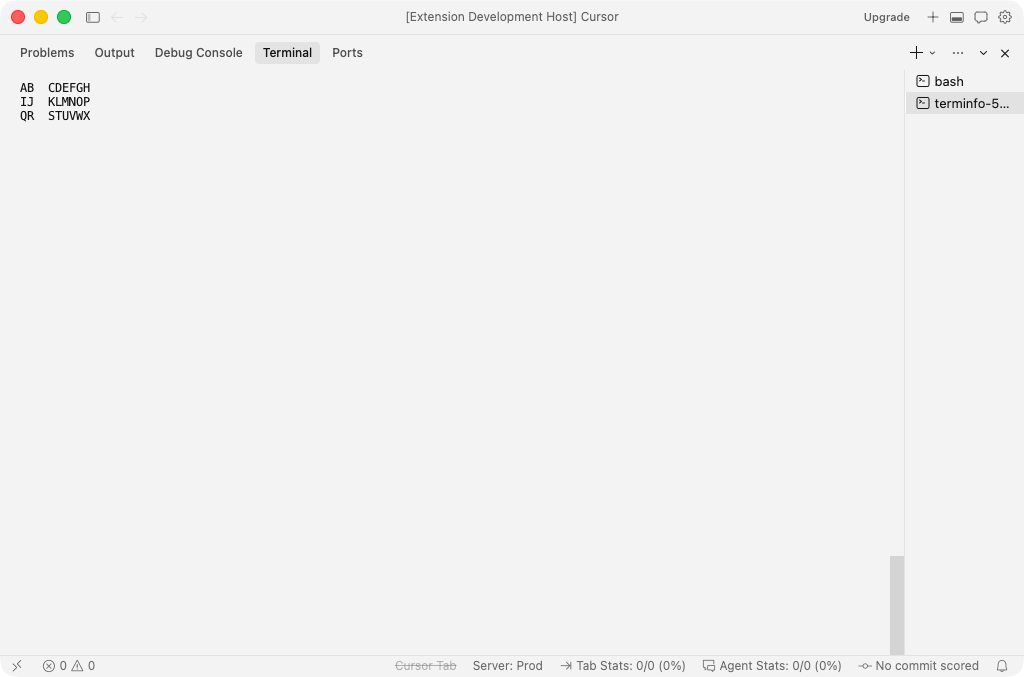 [Extension Development Host] Cursor
Upgrade
Problems Output Debug Console Terminal Ports
AB  CDEFGH
IJ  KLMNOP
QR  STUVWX
bash
terminfo-5...
0 0
Cursor Tab Server: Prod Tab Stats: 0/0 (0%) Agent Stats: 0/0 (0%) No commit scored